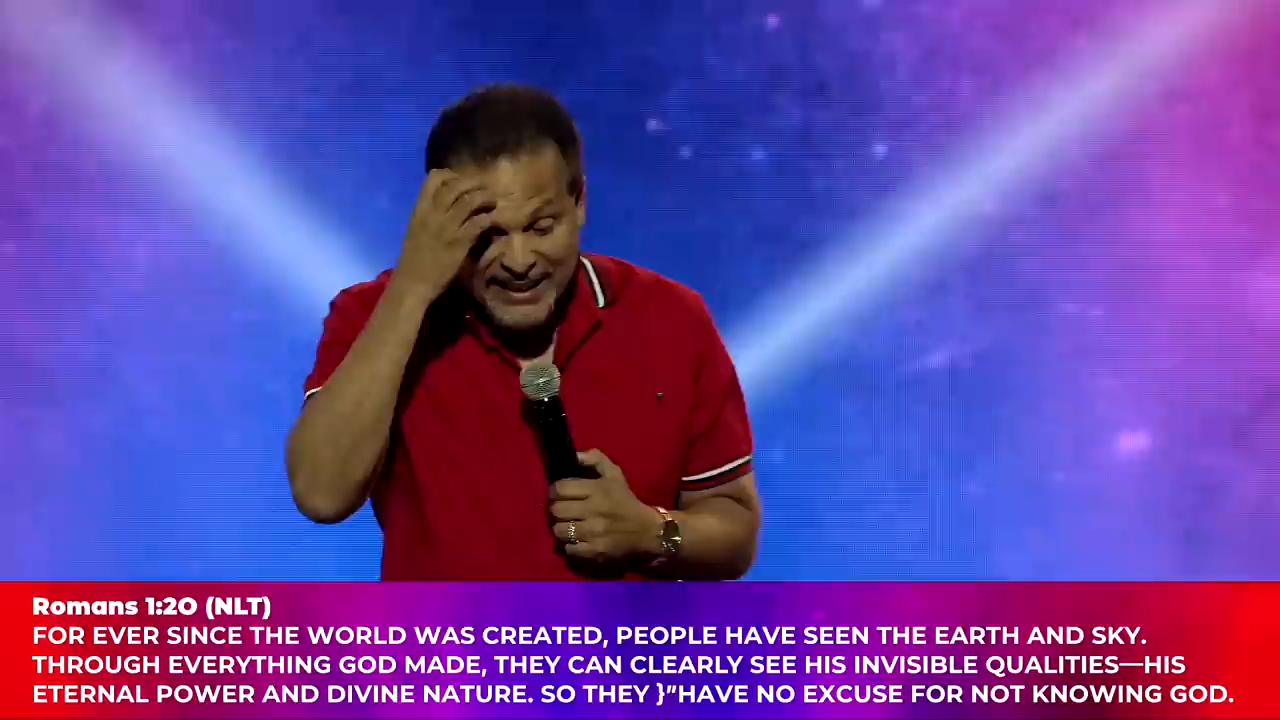 Romans 1:20 (NLT)
FOR EVER SINCE THE WORLD WAS CREATED, PEOPLE HAVE SEEN THE EARTH AND SKY.
THROUGH EVERYTHING GOD MADE, THEY CAN CLEARLY SEE HIS INVISIBLE QUALITIES—HIS
ETERNAL POWER AND DIVINE NATURE. SO THEY }"HAVE NO EXCUSE FOR NOT KNOWING GOD.